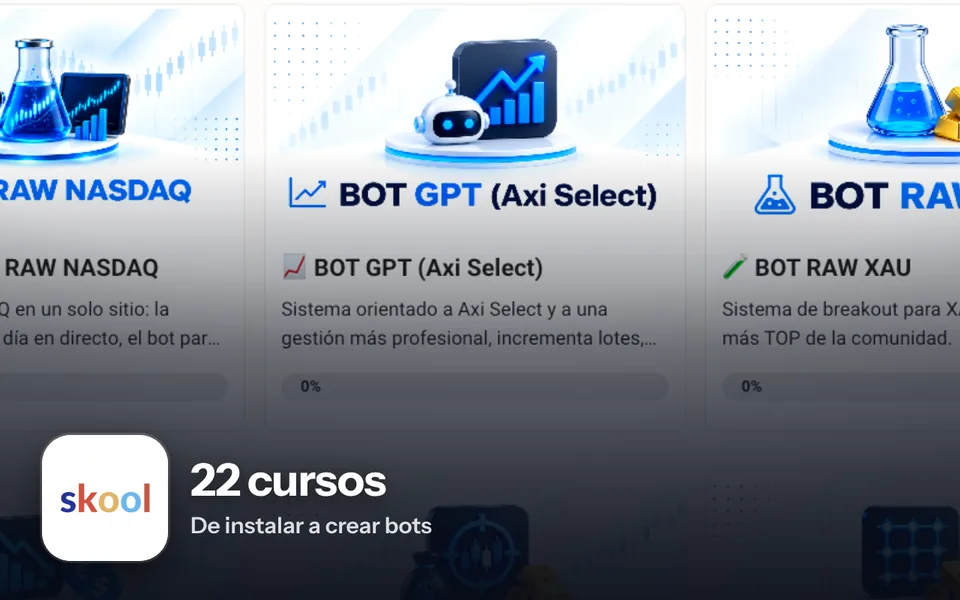 RAW NASDAQ
BOT GPT (Axi Select)
BOT RAW
RAW NASDAQ
en un solo sitio: la
día en directo, el bot par...
📈 BOT GPT (Axi Select)
Sistema orientado a Axi Select y a una
gestión más profesional, incrementa lotes,...
0%
🧪 BOT RAW XAU
Sistema de breakout para
más TOP de la comunidad.
0%
skool
22 cursos
De instalar a crear bots